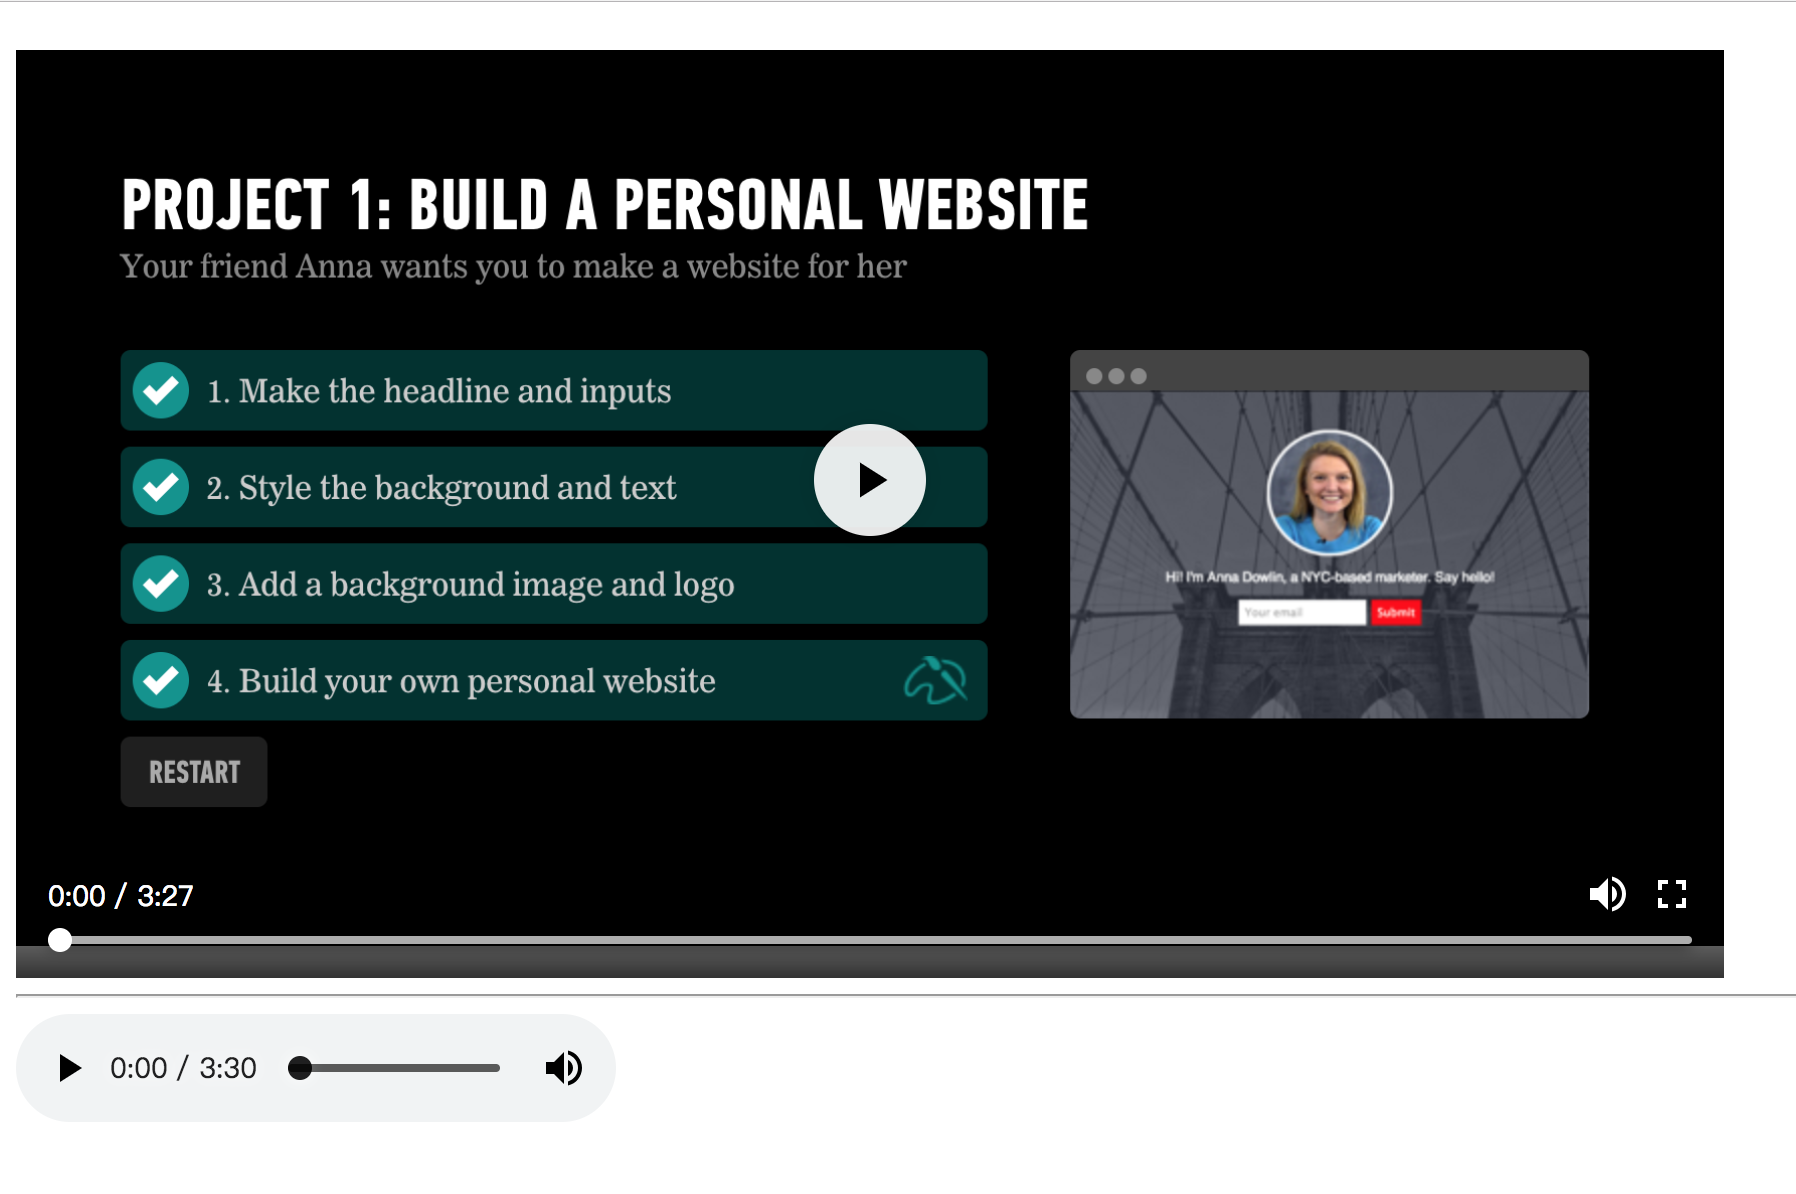 PROJECT 1: BUILD A PERSONAL WEBSITE
Your friend Anna wants you to make a website for her
1. Make the headline and inputs
2. Style the background and text
3. Add a background image and logo
4. Build your own personal website
RESTART
Hi! I'm Anna Dowlin, a NYC-based marketer. Say hello!
Your email Submit
0:00 / 3:27
0:00 / 3:30